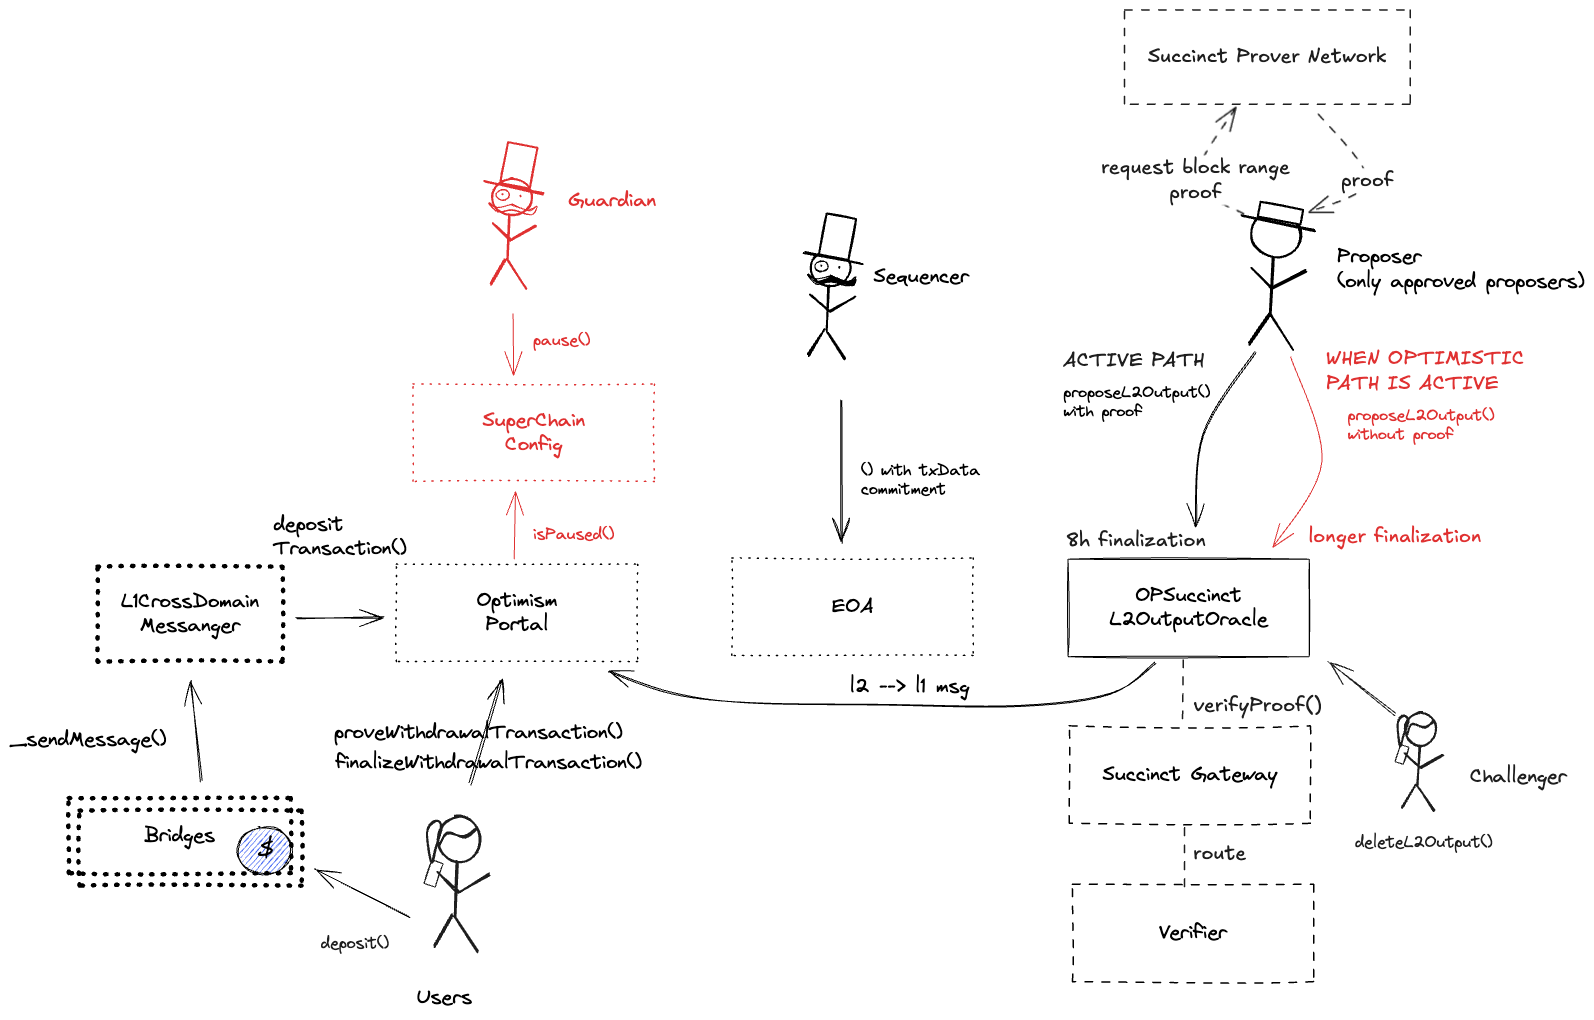 Succinct Prover Network
request block range
proof
proof
Guardian
Sequencer
Proposer
(only approved proposers)
pause()
ACTIVE PATH
proposeL2Output()
with proof
WHEN OPTIMISTIC
PATH IS ACTIVE
proposeL2Output()
without proof
SuperChain
Config
() with txData
commitment
deposit
Transaction()
isPaused()
8h finalization
longer finalization
L1CrossDomain
Messanger
Optimism
Portal
EOA
OPSuccinct
L2OutputOracle
l2 --> l1 msg
verifyProof()
_sendMessage()
proveWithdrawalTransaction()
finalizeWithdrawalTransaction()
Succinct Gateway
Challenger
Bridges
$
deleteL2Output()
route
deposit()
Verifier
Users